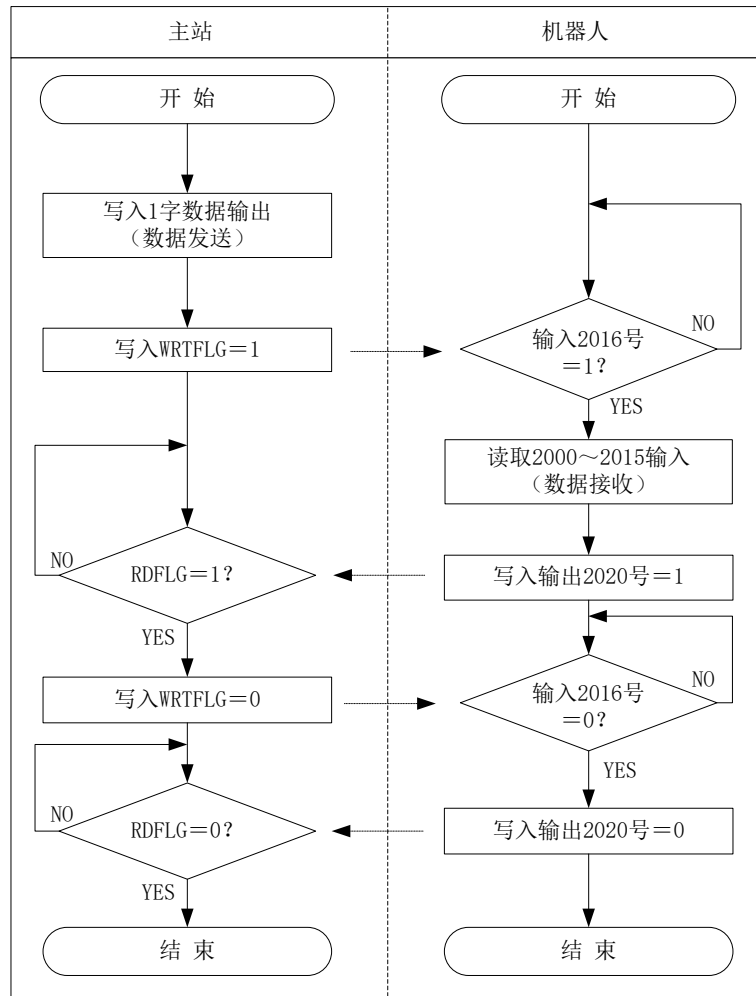 主站
机器人
开 始
开 始
写入1字数据输出
（数据发送）
写入WRTFLG＝1
输入2016号
＝1？
NO
YES
读取2000～2015输入
（数据接收）
NO
RDFLG＝1？
写入输出2020号＝1
YES
写入WRTFLG＝0
输入2016号
＝0？
NO
YES
NO
RDFLG＝0？
写入输出2020号＝0
YES
结 束
结 束